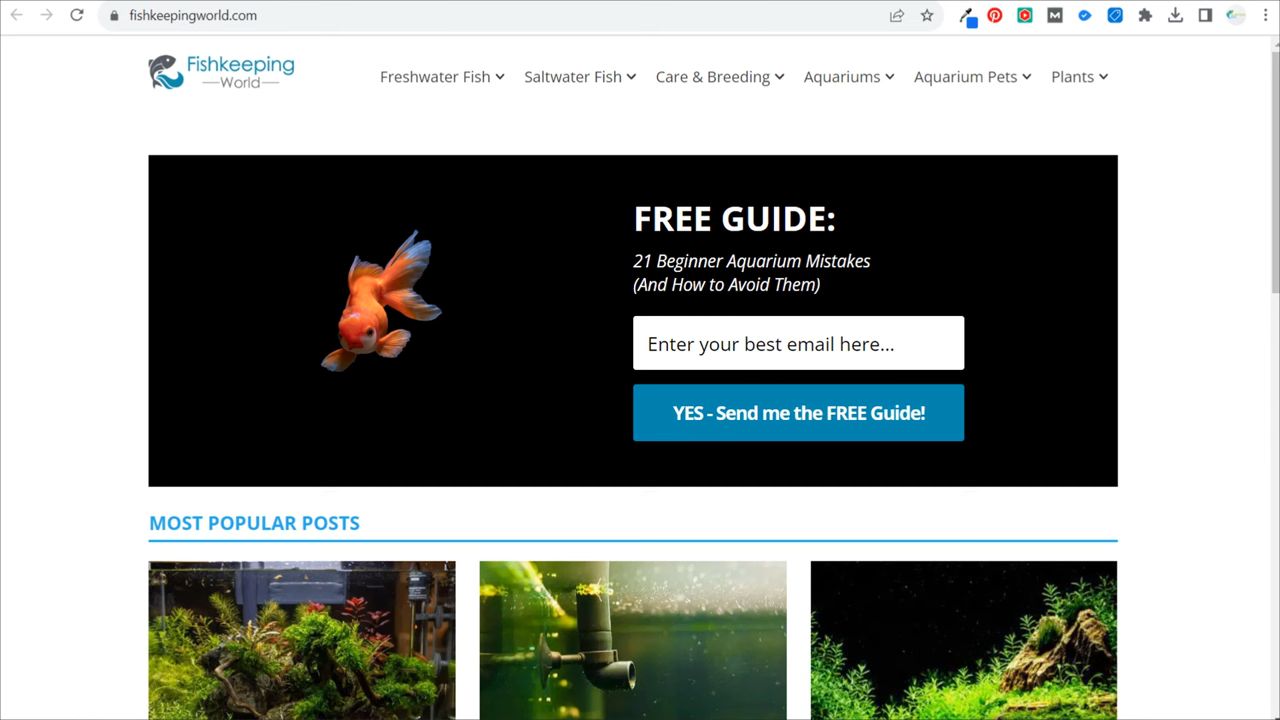 fishkeepingworld.com
Fishkeeping
World
Freshwater Fish
Saltwater Fish
Care & Breeding
Aquariums
Aquarium Pets
Plants
FREE GUIDE:
21 Beginner Aquarium Mistakes
(And How to Avoid Them)
Enter your best email here...
YES - Send me the FREE Guide!
MOST POPULAR POSTS